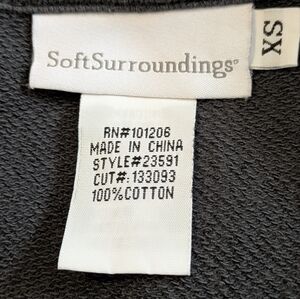 SoftSurroundings®
XS
RN#101206
MADE IN CHINA
STYLE#23591
CUT#:133093
100%COTTON